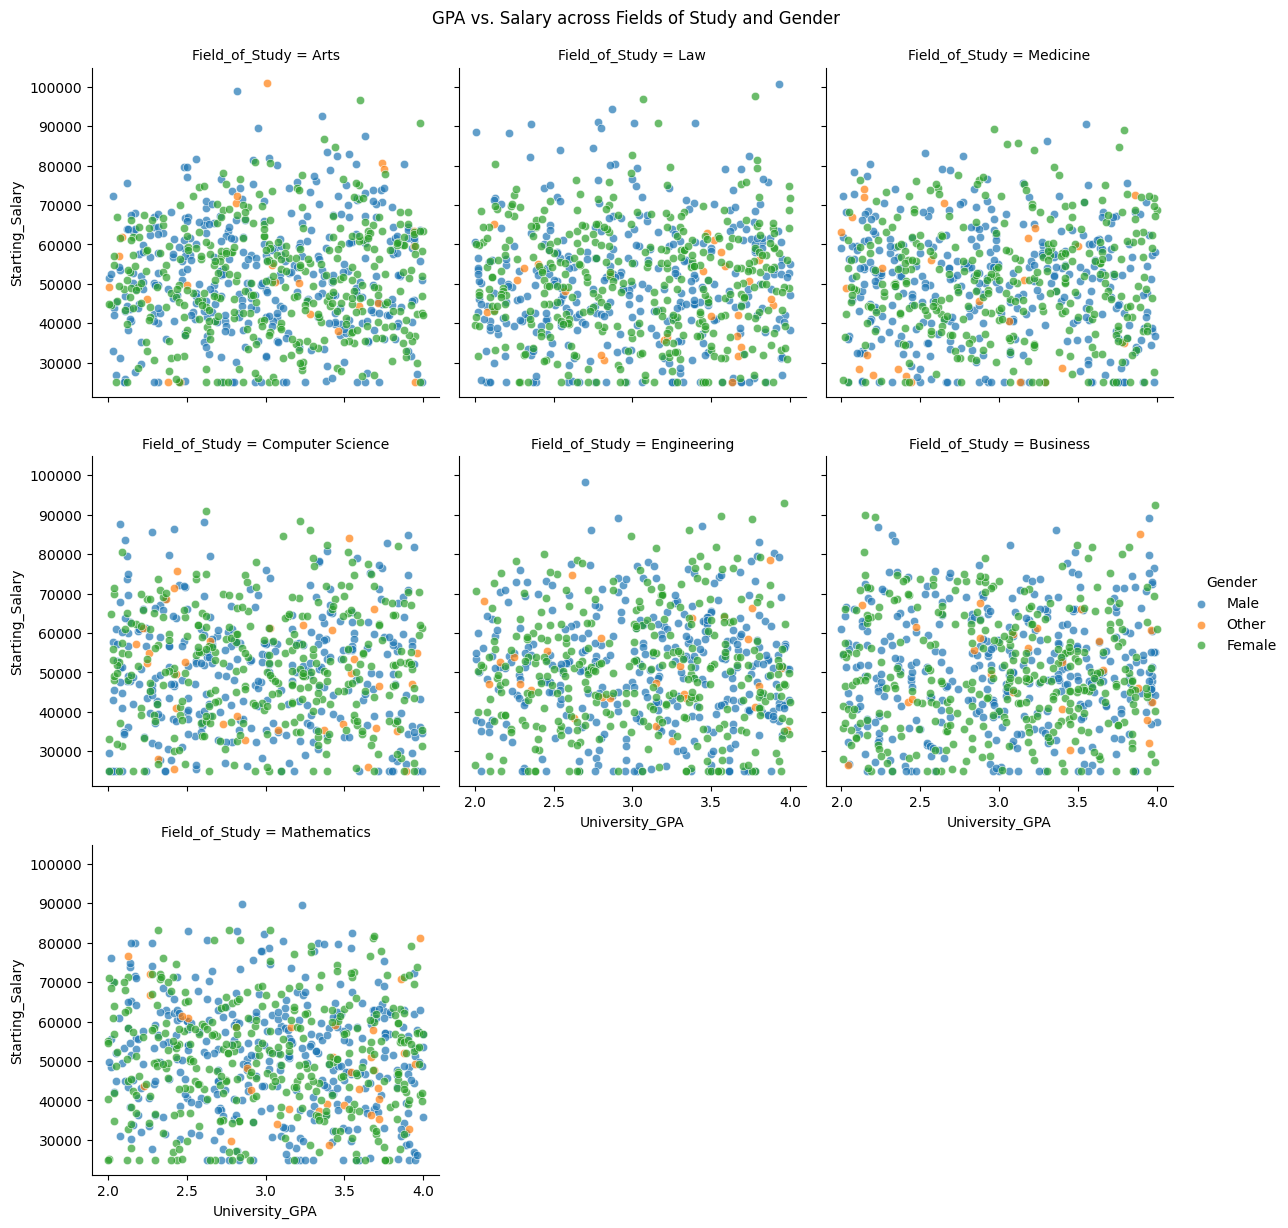 GPA vs. Salary across Fields of Study and Gender
Field_of_Study = Arts
Field_of_Study = Law
Field_of_Study = Medicine
100000
90000
80000
70000
60000
50000
40000
30000
Starting_Salary
Field_of_Study = Computer Science
Field_of_Study = Engineering
Field_of_Study = Business
100000
90000
80000
70000
60000
50000
40000
30000
Starting_Salary
2.0 2.5 3.0 3.5 4.0
University_GPA
2.0 2.5 3.0 3.5 4.0
University_GPA
Gender
Male
Other
Female
Field_of_Study = Mathematics
100000
90000
80000
70000
60000
50000
40000
30000
Starting_Salary
2.0 2.5 3.0 3.5 4.0
University_GPA